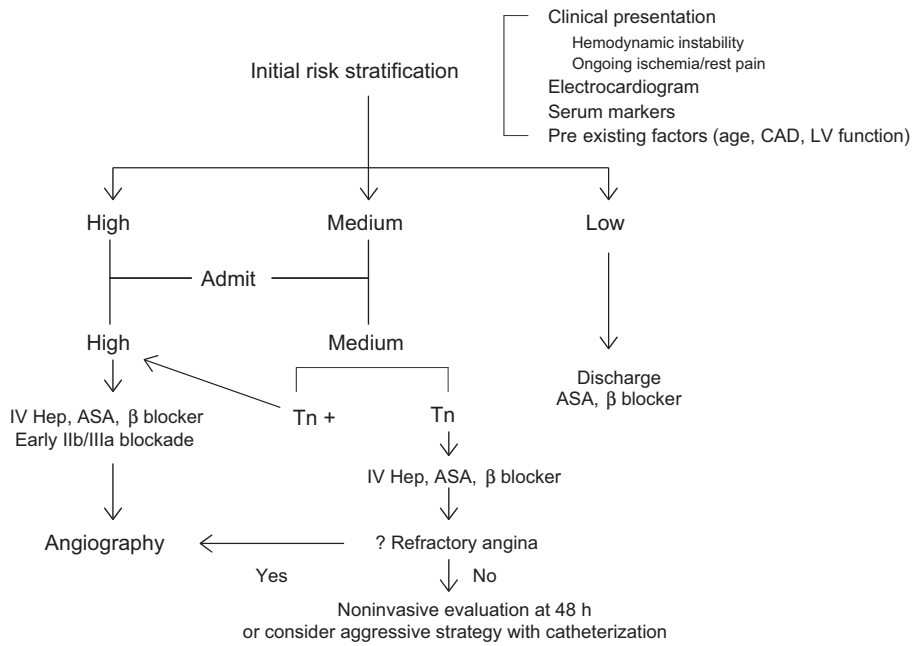 Clinical presentation
Hemodynamic instability
Ongoing ischemia/rest pain
Initial risk stratification
Electrocardiogram
Serum markers
Pre existing factors (age, CAD, LV function)
High
Medium
Low
Admit
High
Medium
Discharge
ASA, β blocker
Tn +
Tn
IV Hep, ASA, β blocker
Early IIb/IIIa blockade
IV Hep, ASA, β blocker
Angiography
? Refractory angina
Yes
No
Noninvasive evaluation at 48 h
or consider aggressive strategy with catheterization